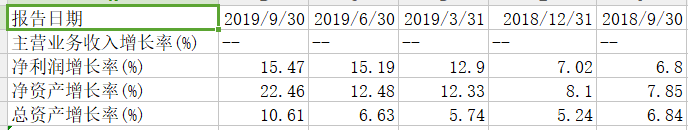 报告日期 2019/9/30 2019/6/30 2019/3/31 2018/12/31 2018/9/30
主营业务收入增长率(%) -- -- -- -- --
净利润增长率(%) 15.47 15.19 12.9 7.02 6.8
净资产增长率(%) 22.46 12.48 12.33 8.1 7.85
总资产增长率(%) 10.61 6.63 5.74 5.24 6.84